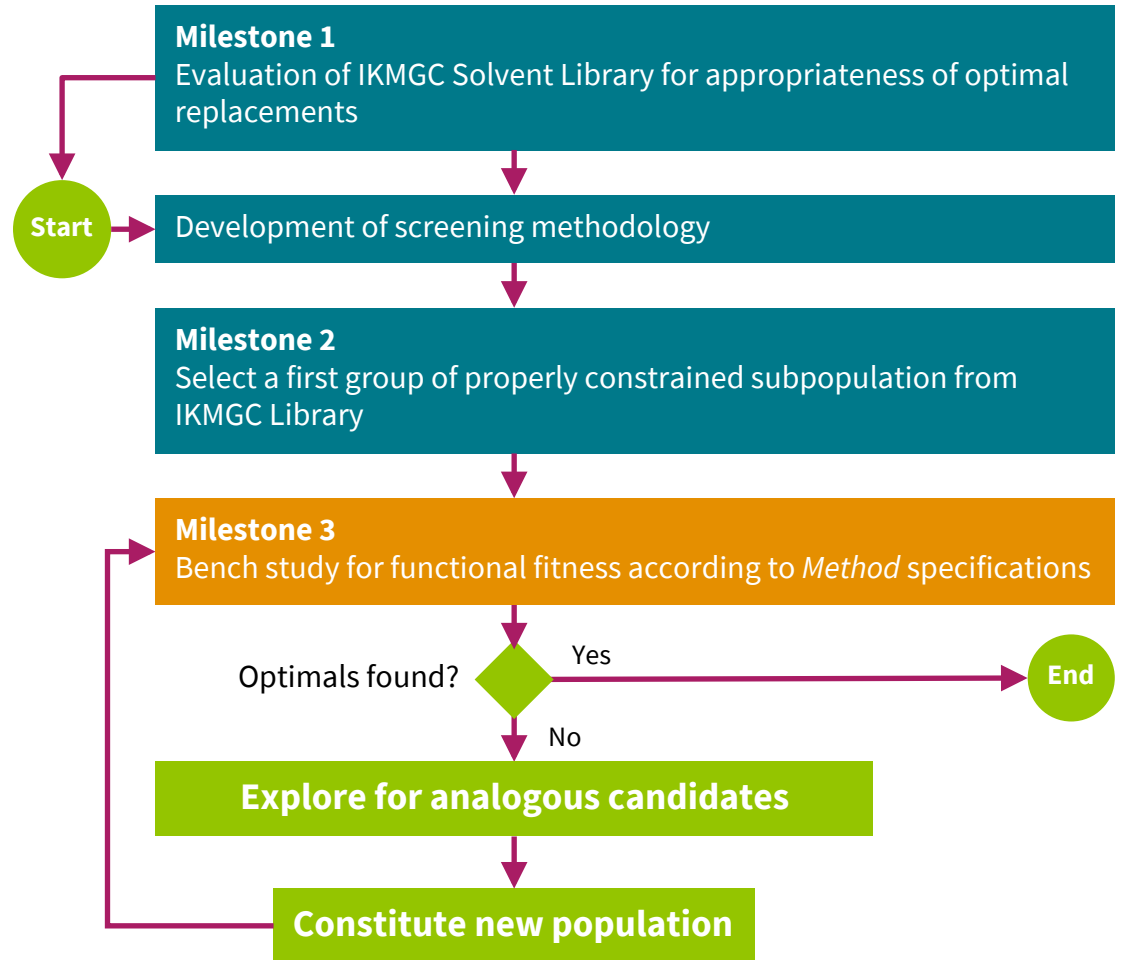 Milestone 1
Evaluation of IKMGC Solvent Library for appropriateness of optimal
replacements
Start
Development of screening methodology
Milestone 2
Select a first group of properly constrained subpopulation from
IKMGC Library
Milestone 3
Bench study for functional fitness according to Method specifications
Optimals found?
Yes
End
No
Explore for analogous candidates
Constitute new population